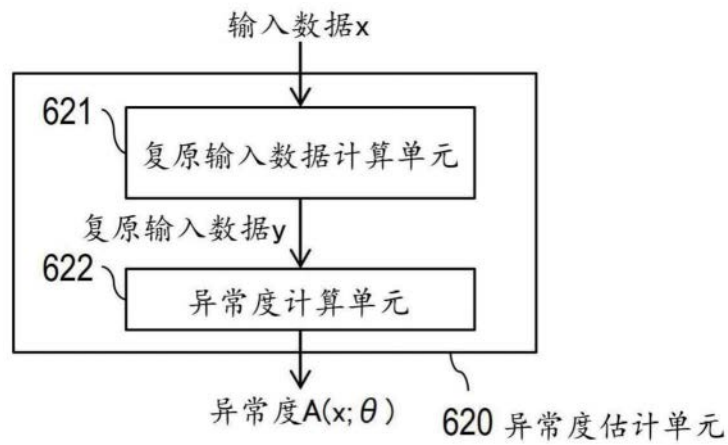 输入数据x
621
复原输入数据计算单元
复原输入数据y
622
异常度计算单元
异常度A(x;θ)
620 异常度估计单元